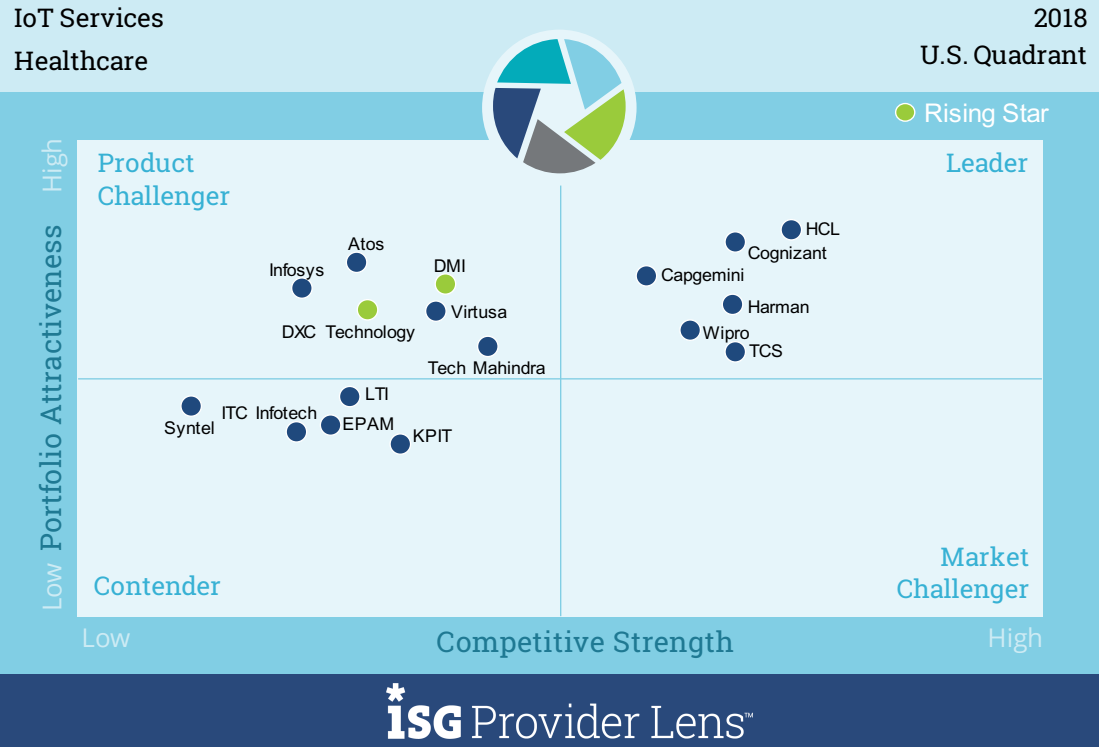 IoT Services
Healthcare
2018
U.S. Quadrant
Rising Star
High
Portfolio Attractiveness
Low
Product
Challenger
Leader
Atos
Infosys
DMI
DXC Technology
Virtusa
Tech Mahindra
HCL
Cognizant
Capgemini
Harman
Wipro
TCS
LTI
Syntel
ITC Infotech
EPAM
KPIT
Contender
Market
Challenger
Low
Competitive Strength
High
*ISG Provider Lens™